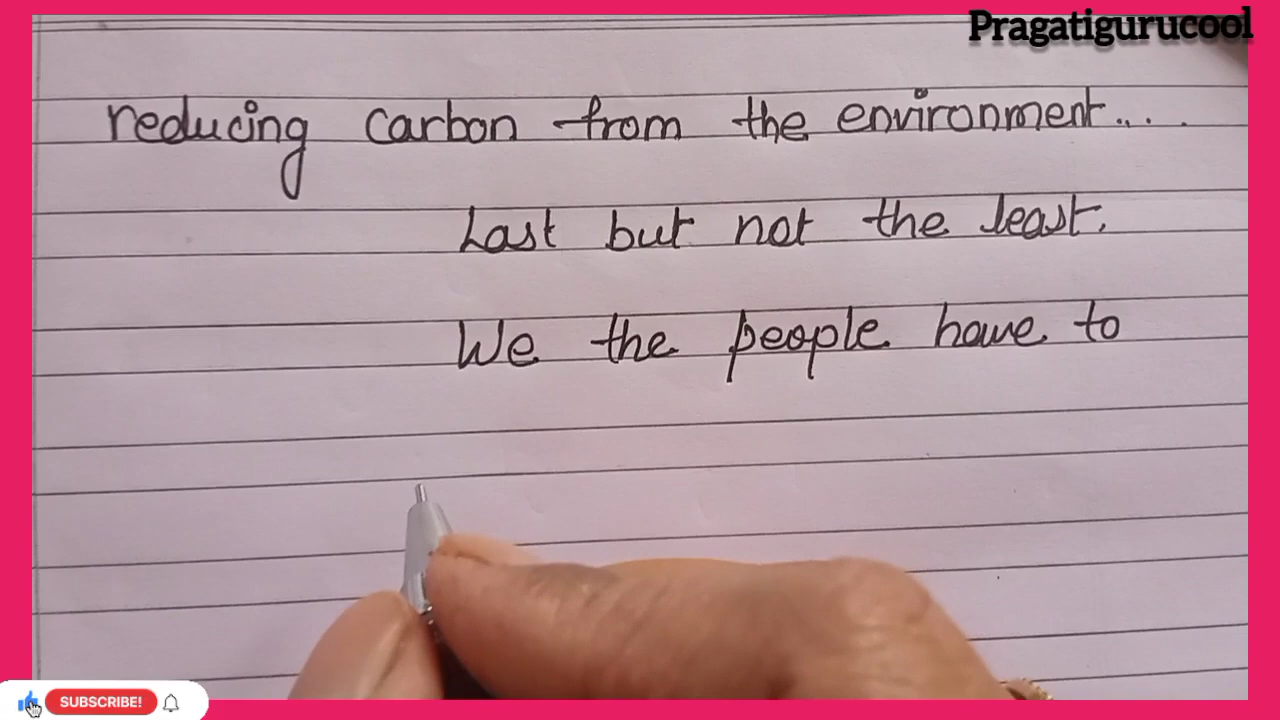 Pragatigurucool
reducing carbon from the environment....
Last but not the least.
We the people have to
SUBSCRIBE!